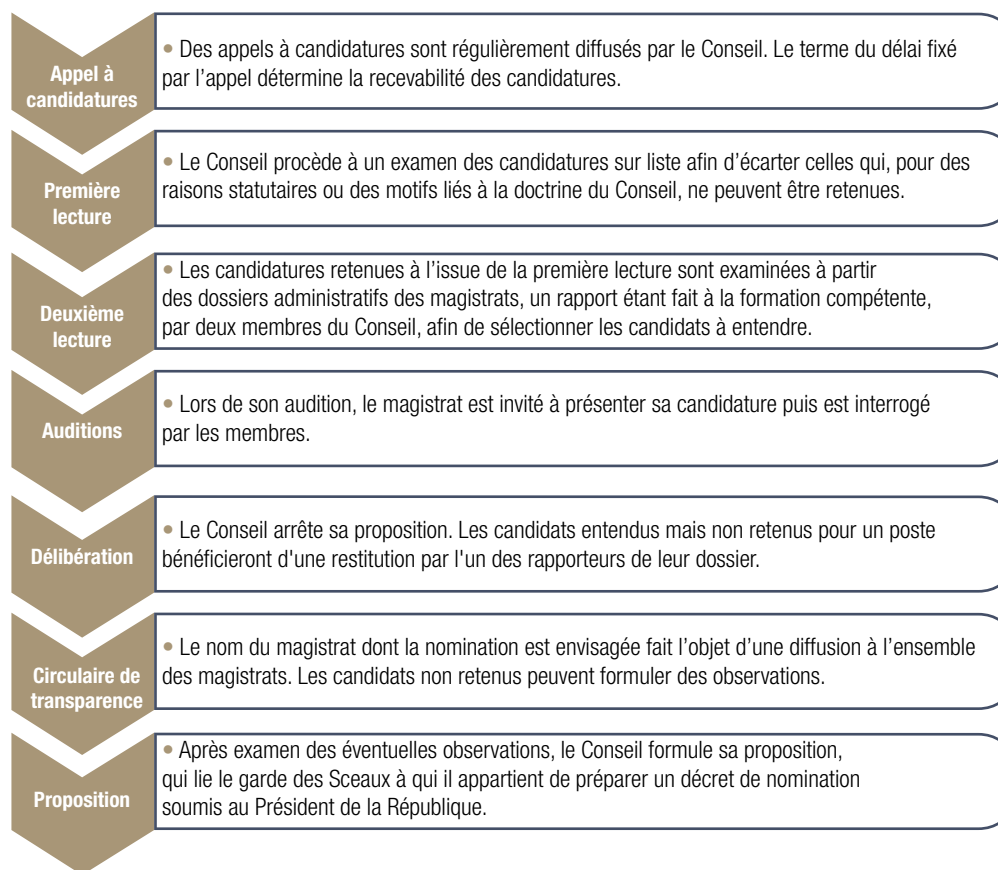 Appel à
candidatures
• Des appels à candidatures sont régulièrement diffusés par le Conseil. Le terme du délai fixé
par l’appel détermine la recevabilité des candidatures.
Première
lecture
• Le Conseil procède à un examen des candidatures sur liste afin d’écarter celles qui, pour des
raisons statutaires ou des motifs liés à la doctrine du Conseil, ne peuvent être retenues.
Deuxième
lecture
• Les candidatures retenues à l’issue de la première lecture sont examinées à partir
des dossiers administratifs des magistrats, un rapport étant fait à la formation compétente,
par deux membres du Conseil, afin de sélectionner les candidats à entendre.
Auditions
• Lors de son audition, le magistrat est invité à présenter sa candidature puis est interrogé
par les membres.
Délibération
• Le Conseil arrête sa proposition. Les candidats entendus mais non retenus pour un poste
bénéficieront d'une restitution par l'un des rapporteurs de leur dossier.
Circulaire de
transparence
• Le nom du magistrat dont la nomination est envisagée fait l’objet d’une diffusion à l’ensemble
des magistrats. Les candidats non retenus peuvent formuler des observations.
Proposition
• Après examen des éventuelles observations, le Conseil formule sa proposition,
qui lie le garde des Sceaux à qui il appartient de préparer un décret de nomination
soumis au Président de la République.